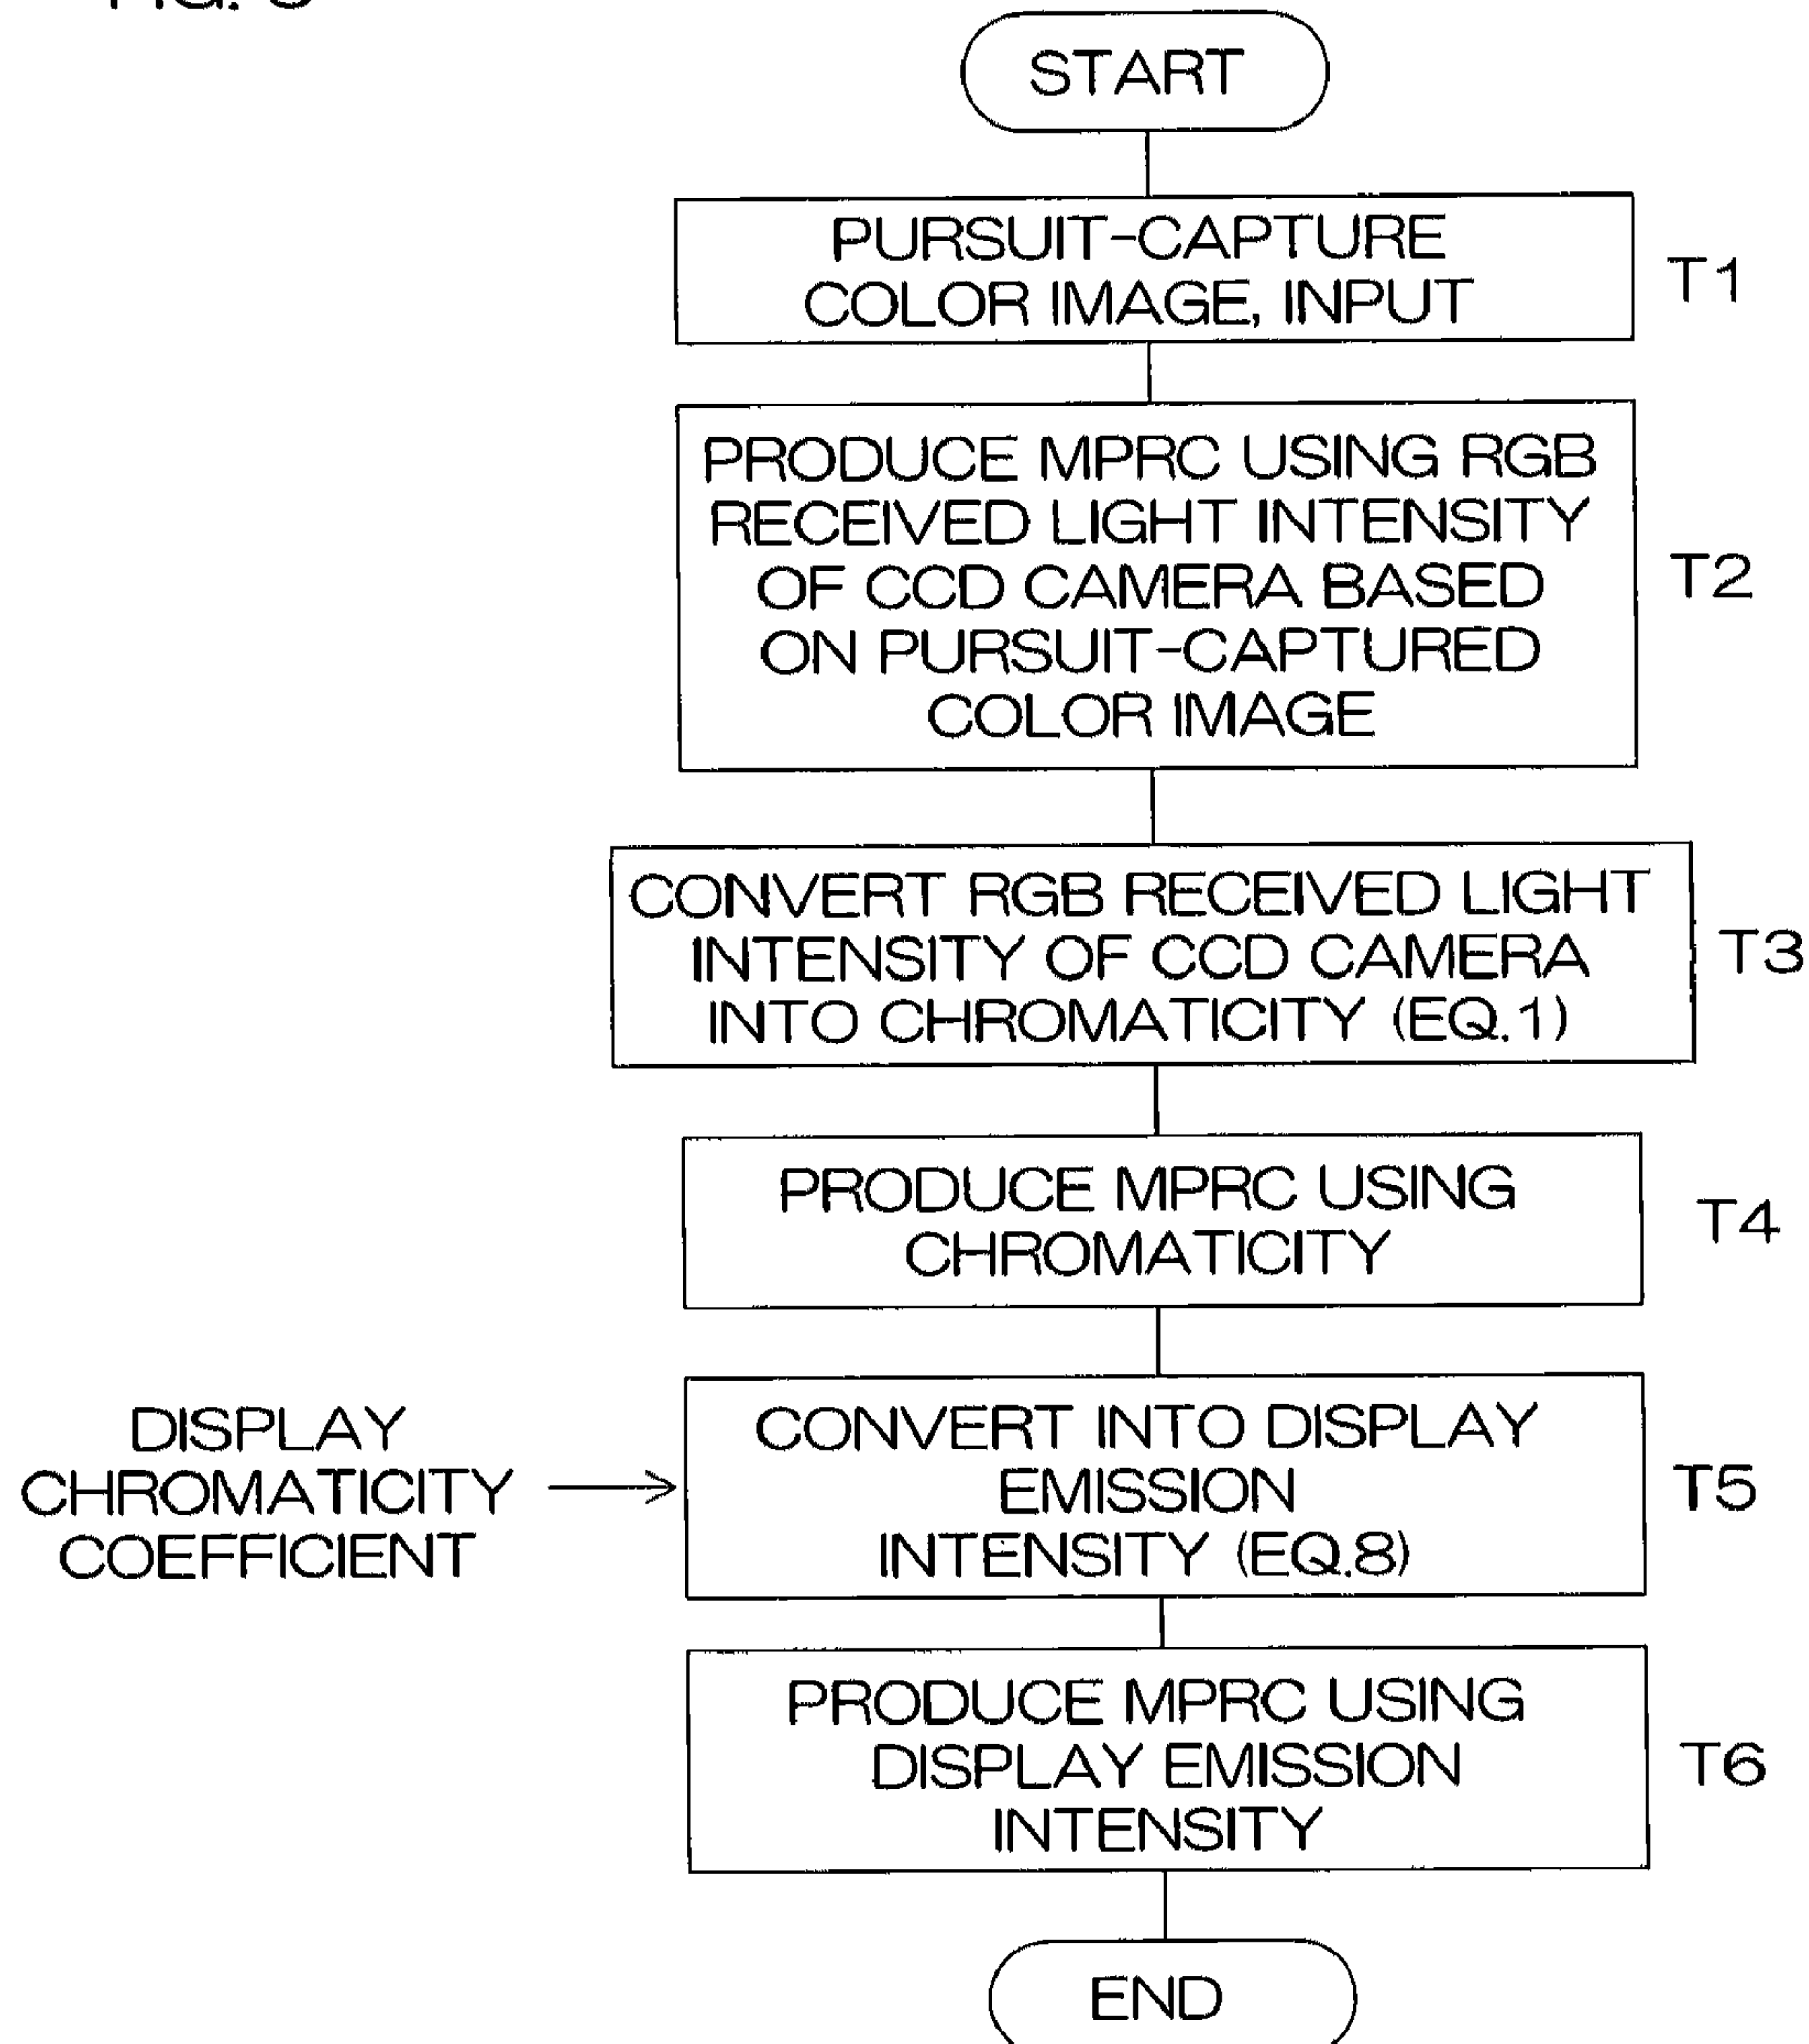 START
PURSUIT-CAPTURE
COLOR IMAGE, INPUT
T1
PRODUCE MPRC USING RGB
RECEIVED LIGHT INTENSITY
OF CCD CAMERA BASED
ON PURSUIT-CAPTURED
COLOR IMAGE
T2
CONVERT RGB RECEIVED LIGHT
INTENSITY OF CCD CAMERA
INTO CHROMATICITY (EQ.1)
T3
PRODUCE MPRC USING
CHROMATICITY
T4
DISPLAY
CHROMATICITY
COEFFICIENT
CONVERT INTO DISPLAY
EMISSION
INTENSITY (EQ.8)
T5
PRODUCE MPRC USING
DISPLAY EMISSION
INTENSITY
T6
END